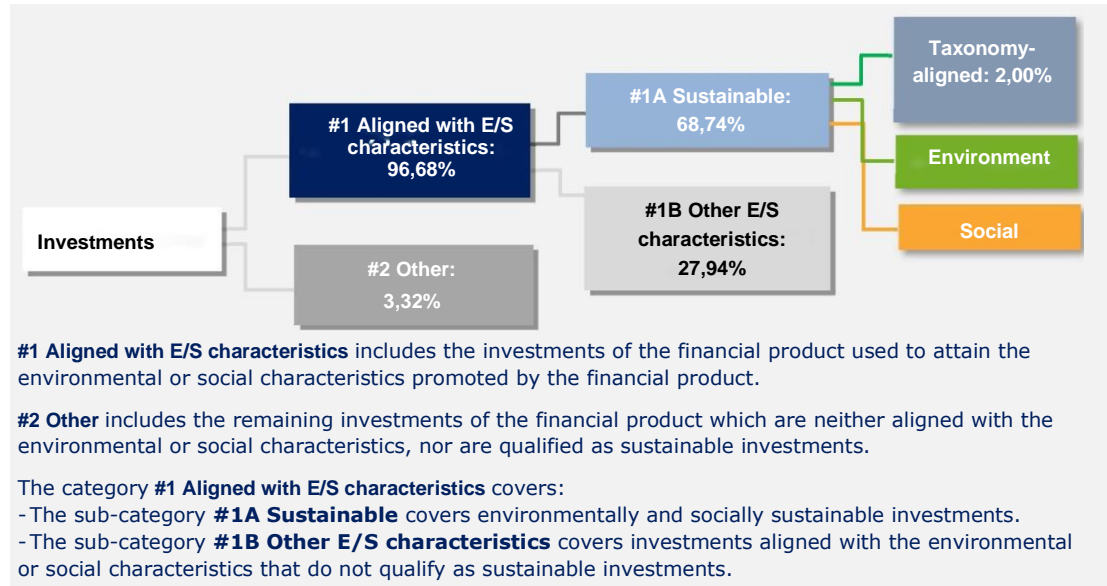 Taxonomy-
aligned: 2,00%
#1A Sustainable:
68,74%
#1 Aligned with E/S
characteristics:
96,68%
Environment
#1B Other E/S
characteristics:
27,94%
Social
Investments
#2 Other:
3,32%
#1 Aligned with E/S characteristics includes the investments of the financial product used to attain the
environmental or social characteristics promoted by the financial product.
#2 Other includes the remaining investments of the financial product which are neither aligned with the
environmental or social characteristics, nor are qualified as sustainable investments.
The category #1 Aligned with E/S characteristics covers:
-The sub-category #1A Sustainable covers environmentally and socially sustainable investments.
-The sub-category #1B Other E/S characteristics covers investments aligned with the environmental
or social characteristics that do not qualify as sustainable investments.